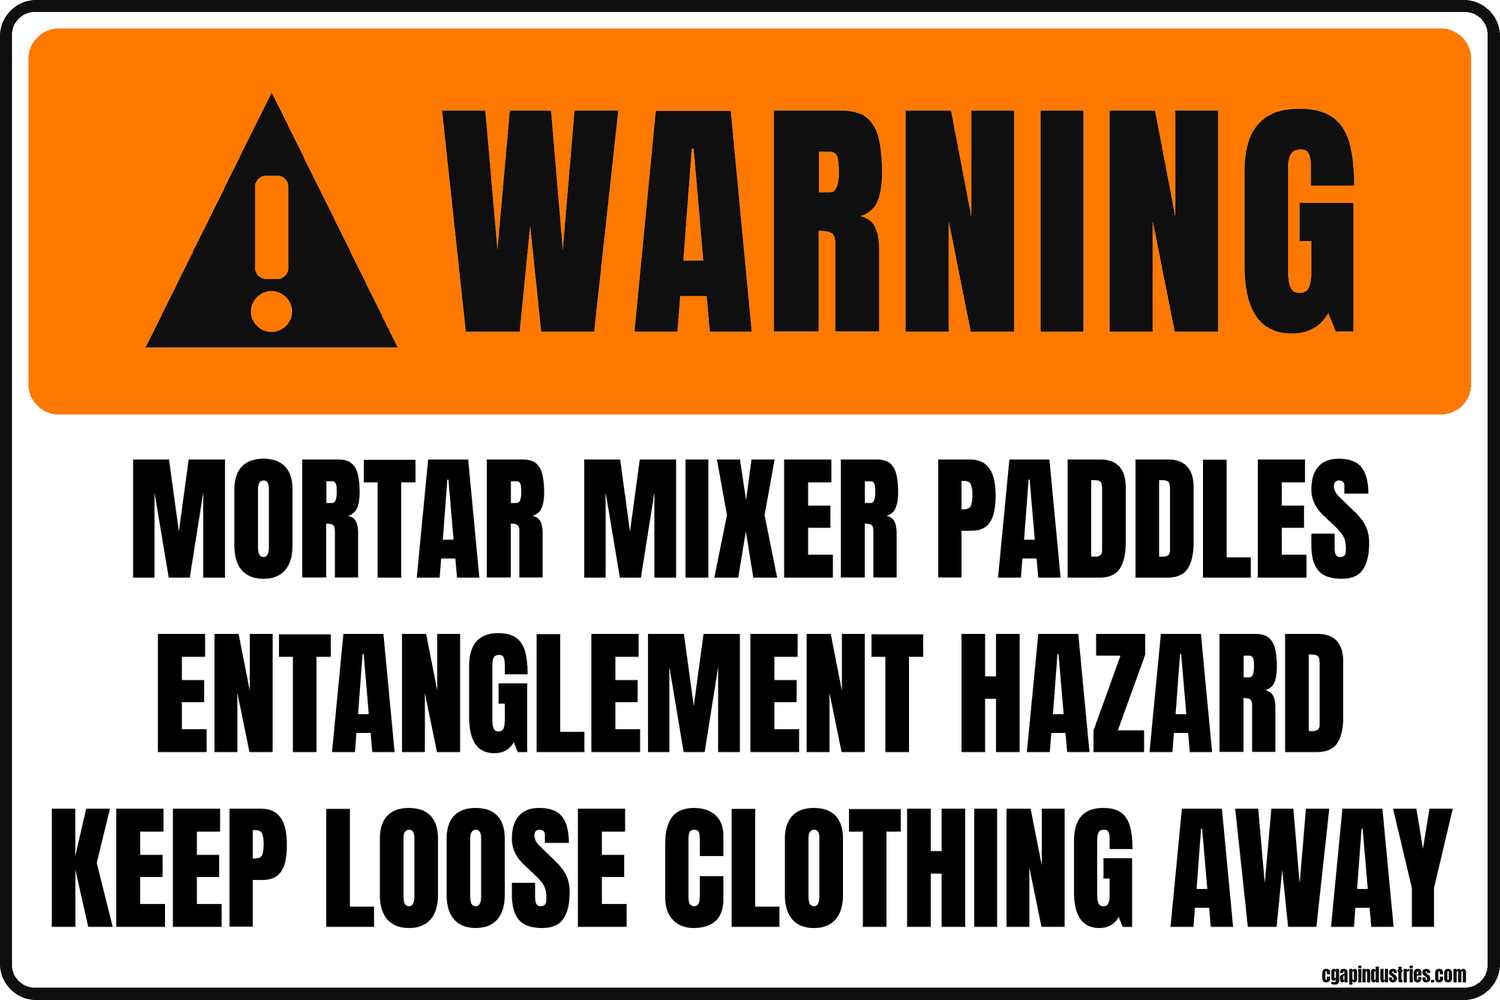 WARNING
MORTAR MIXER PADDLES
ENTANGLEMENT HAZARD
KEEP LOOSE CLOTHING AWAY
cgapindustries.com